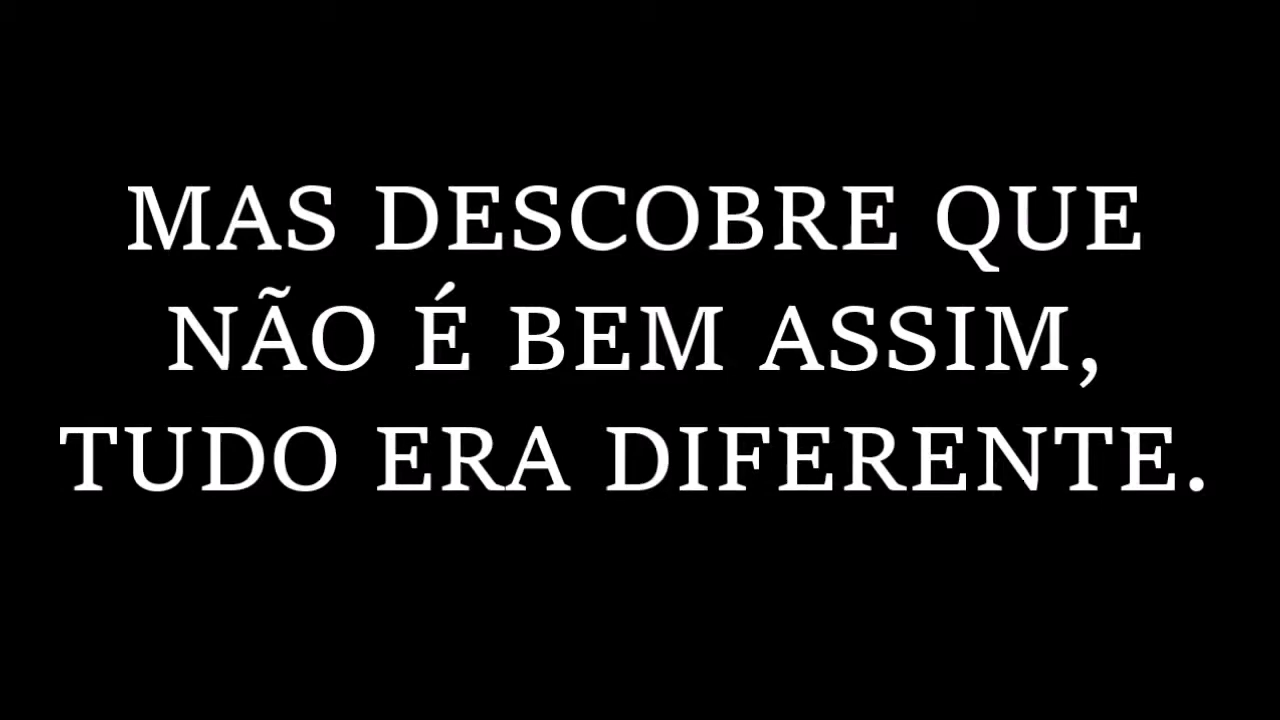 MAS DESCOBRE QUE
NÃO É BEM ASSIM,
TUDO ERA DIFERENTE.